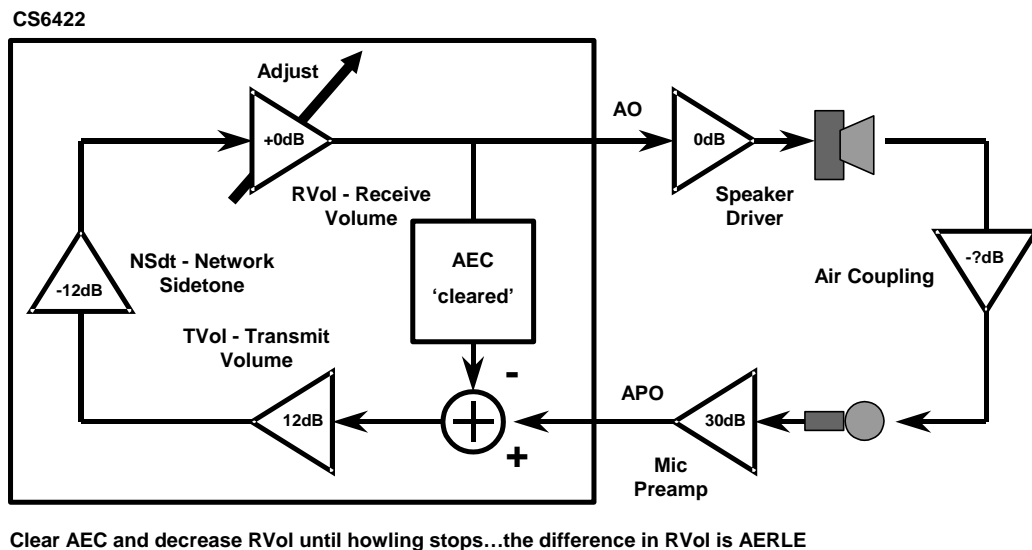 CS6422
Adjust
+0dB
AO
0dB
RVol - Receive
Volume
Speaker
Driver
AEC
'cleared'
NSdt - Network
Sidetone
-12dB
Air Coupling
-?dB
TVol - Transmit
Volume
-
12dB
+
APO
30dB
Mic
Preamp
Clear AEC and decrease RVol until howling stops...the difference in RVol is AERLE